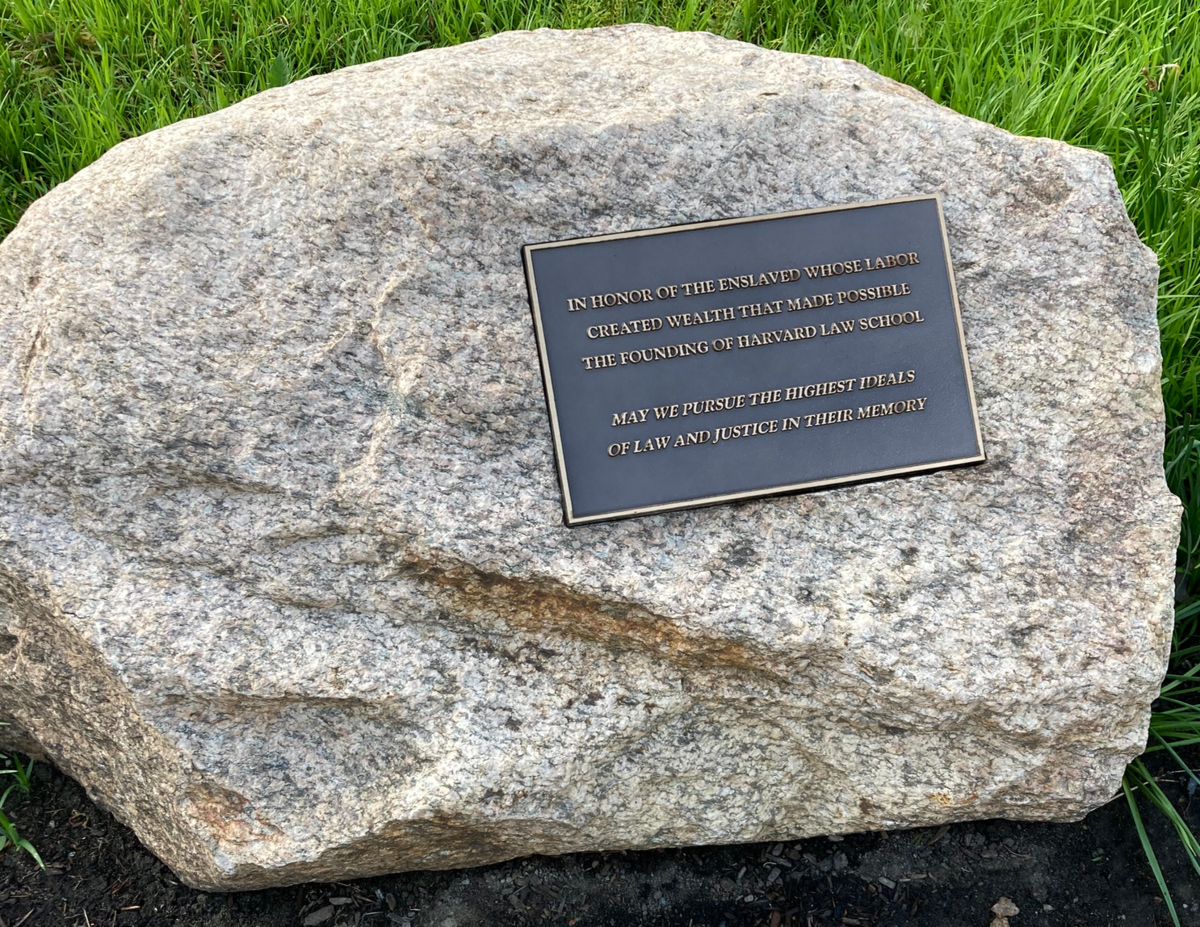 IN HONOR OF THE ENSLAVED WHOSE LABOR
CREATED WEALTH THAT MADE POSSIBLE
THE FOUNDING OF HARVARD LAW SCHOOL
MAY WE PURSUE THE HIGHEST IDEALS
OF LAW AND JUSTICE IN THEIR MEMORY